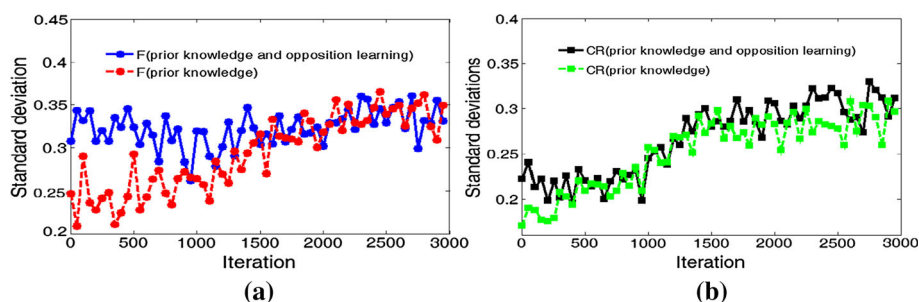 0.45
0.4
0.35
0.3
0.25
0.2
Standard deviation
F(prior knowledge and opposition learning)
F(prior knowledge)
0 500 1000 1500 2000 2500 3000
Iteration
(a)
0.4
0.35
0.3
0.25
0.2
Standard deviations
CR(prior knowledge and opposition learning)
CR(prior knowledge)
0 500 1000 1500 2000 2500 3000
Iteration
(b)